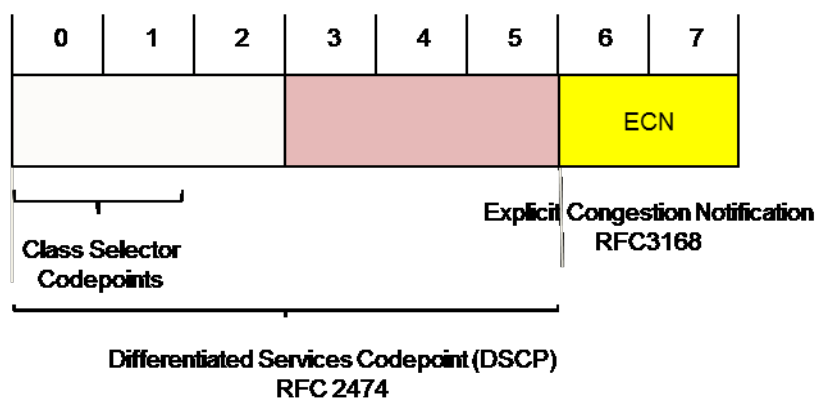 0 1 2 3 4 5 6 7
ECN
Explicit Congestion Notification
RFC3168
Class Selector
Codepoints
Differentiated Services Codepoint (DSCP)
RFC 2474